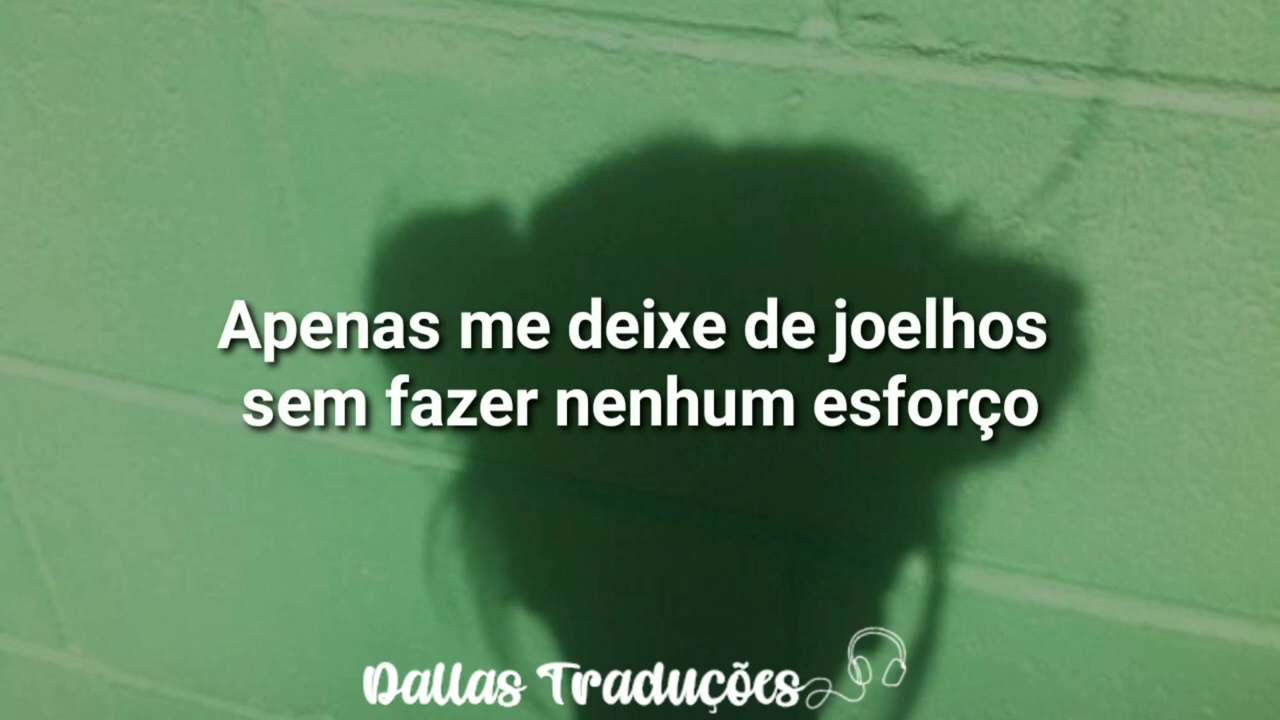 Apenas me deixe de joelhos
sem fazer nenhum esforço
Dallas Traduções